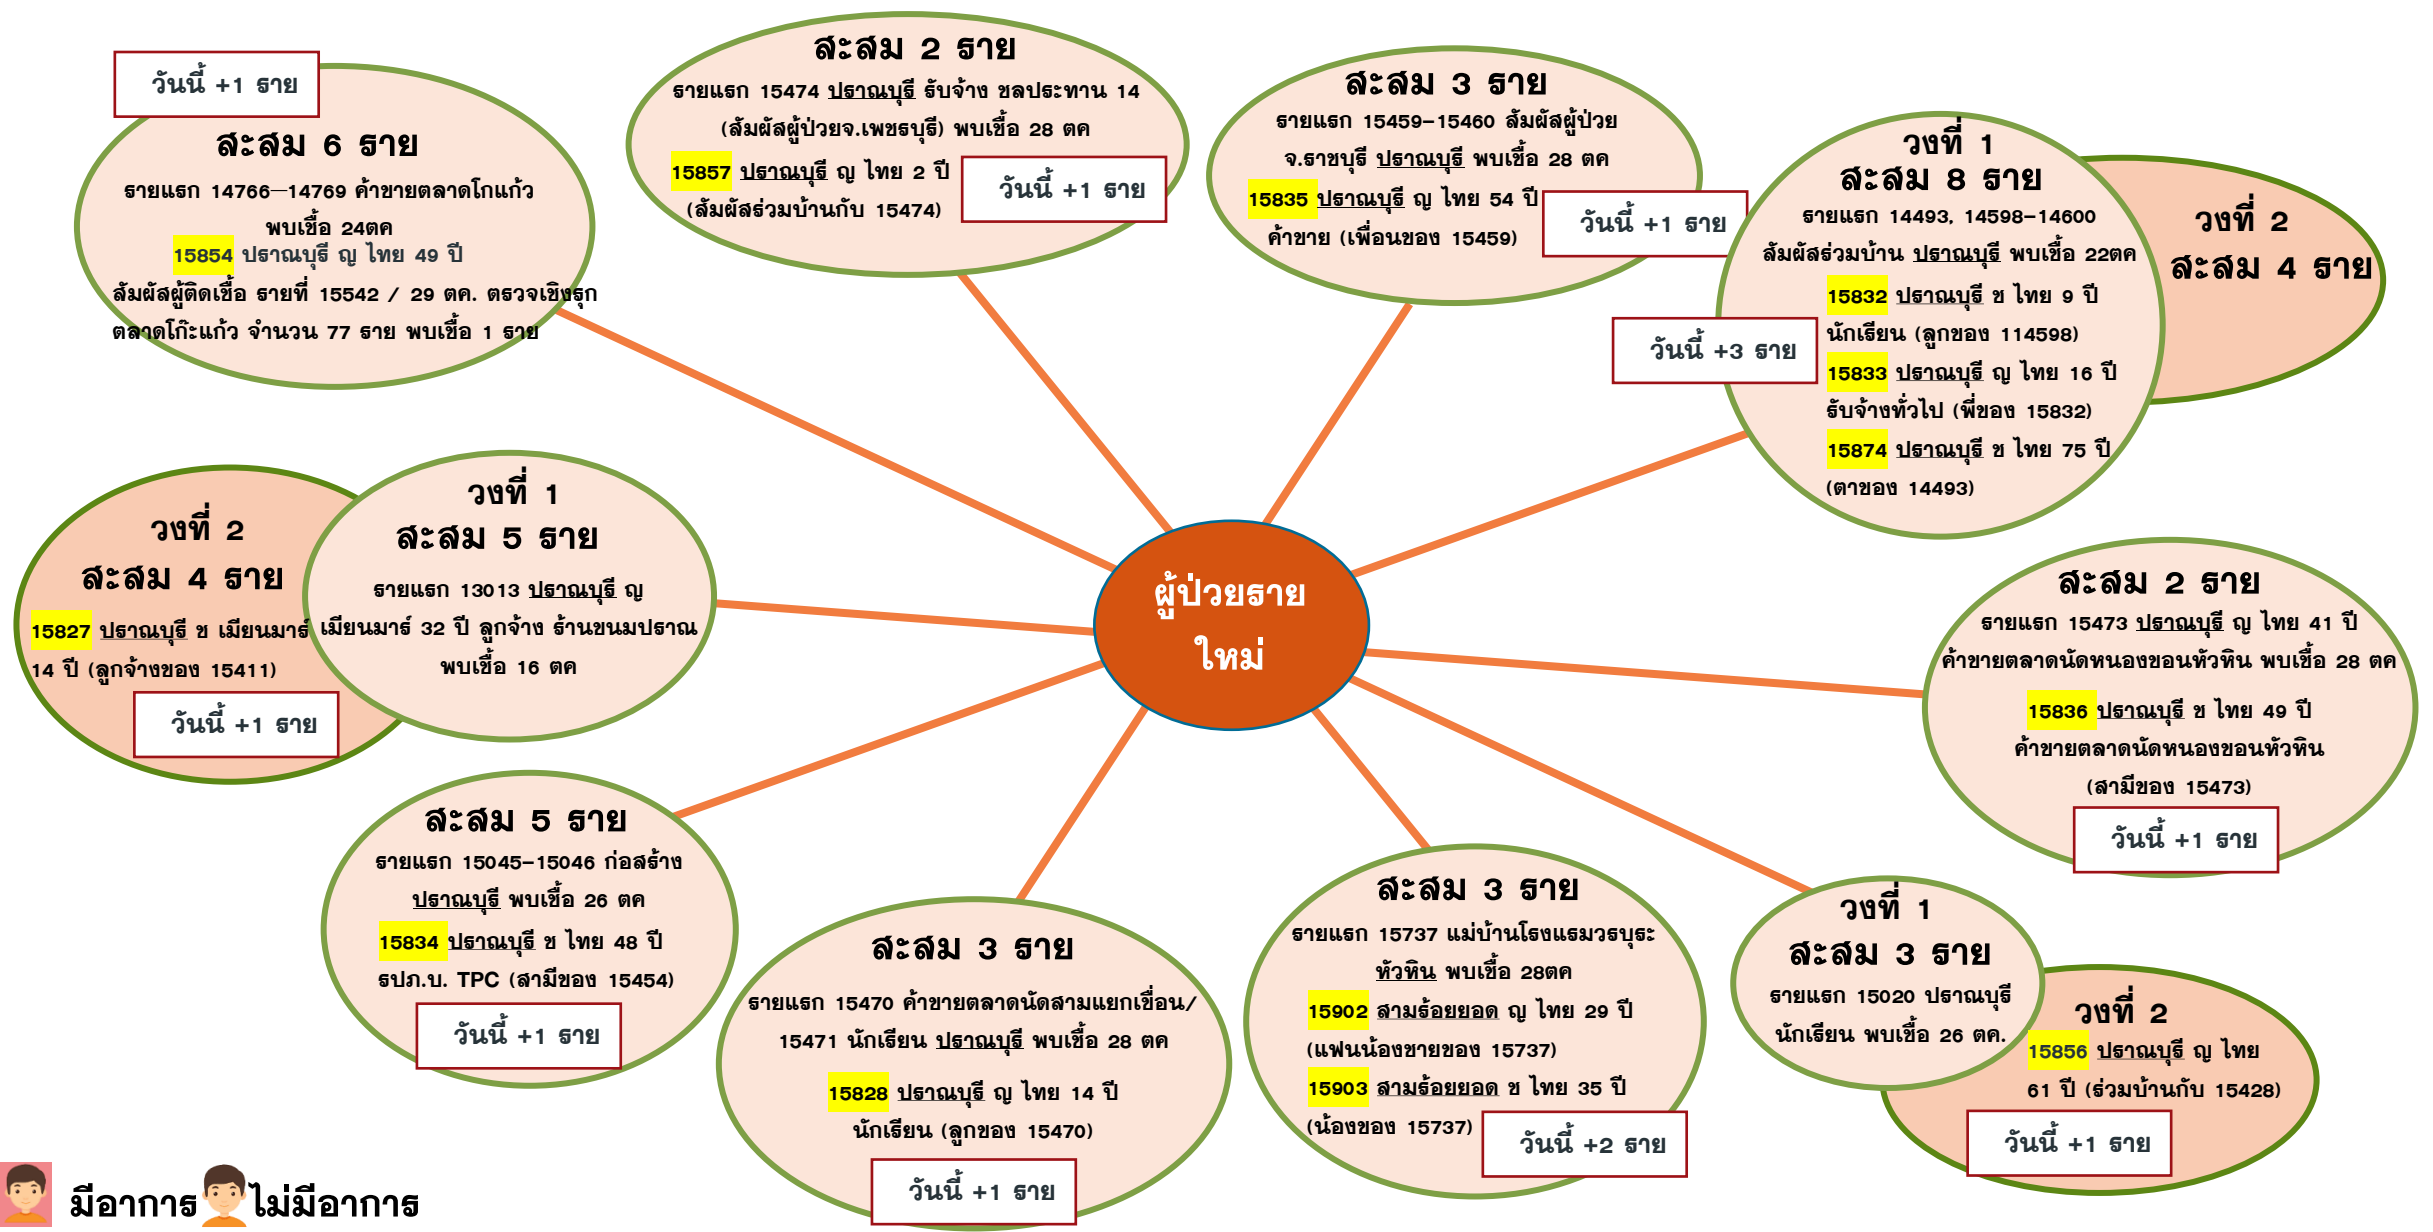 วันนี้ +1 ราย
สะสม 6 ราย
รายแรก 14766–14769 ค้าขายตลาดโกแก้ว
พบเชื้อ 24ตค
15854 ปราณบุรี ญ ไทย 49 ปี
สัมผัสผู้ติดเชื้อ รายที่ 15542 / 29 ตค. ตรวจเชิงรุก
ตลาดโก๊ะแก้ว จำนวน 77 ราย พบเชื้อ 1 ราย
สะสม 2 ราย
รายแรก 15474 ปราณบุรี รับจ้าง ชลประทาน 14
(สัมผัสผู้ป่วยจ.เพชรบุรี) พบเชื้อ 28 ตค
15857 ปราณบุรี ญ ไทย 2 ปี
(สัมผัสร่วมบ้านกับ 15474)
วันนี้ +1 ราย
สะสม 3 ราย
รายแรก 15459–15460 สัมผัสผู้ป่วย
จ.ราชบุรี ปราณบุรี พบเชื้อ 28 ตค
15835 ปราณบุรี ญ ไทย 54 ปี
ค้าขาย (เพื่อนของ 15459)
วันนี้ +1 ราย
วงที่ 1
สะสม 8 ราย
รายแรก 14493, 14598–14600
สัมผัสร่วมบ้าน ปราณบุรี พบเชื้อ 22ตค
15832 ปราณบุรี ช ไทย 9 ปี
นักเรียน (ลูกของ 114598)
15833 ปราณบุรี ญ ไทย 16 ปี
รับจ้างทั่วไป (พี่ของ 15832)
15874 ปราณบุรี ช ไทย 75 ปี
(ตาของ 14493)
วันนี้ +3 ราย
วงที่ 2
สะสม 4 ราย
วงที่ 2
สะสม 4 ราย
15827 ปราณบุรี ช เมียนมาร์
14 ปี (ลูกจ้างของ 15411)
วันนี้ +1 ราย
วงที่ 1
สะสม 5 ราย
รายแรก 13013 ปราณบุรี ญ
เมียนมาร์ 32 ปี ลูกจ้าง ร้านขนมปราณ
พบเชื้อ 16 ตค
ผู้ป่วยราย
ใหม่
สะสม 2 ราย
รายแรก 15473 ปราณบุรี ญ ไทย 41 ปี
ค้าขายตลาดนัดหนองขอนหัวหิน พบเชื้อ 28 ตค
15836 ปราณบุรี ช ไทย 49 ปี
ค้าขายตลาดนัดหนองขอนหัวหิน
(สามีของ 15473)
วันนี้ +1 ราย
สะสม 5 ราย
รายแรก 15045–15046 ก่อสร้าง
ปราณบุรี พบเชื้อ 26 ตค
15834 ปราณบุรี ช ไทย 48 ปี
รปภ.บ. TPC (สามีของ 15454)
วันนี้ +1 ราย
สะสม 3 ราย
รายแรก 15470 ค้าขายตลาดนัดสามแยกเขื่อน/
15471 นักเรียน ปราณบุรี พบเชื้อ 28 ตค
15828 ปราณบุรี ญ ไทย 14 ปี
นักเรียน (ลูกของ 15470)
วันนี้ +1 ราย
สะสม 3 ราย
รายแรก 15737 แม่บ้านโรงแรมวรบุระ
หัวหิน พบเชื้อ 28ตค
15902 สามร้อยยอด ญ ไทย 29 ปี
(แฟนน้องชายของ 15737)
15903 สามร้อยยอด ช ไทย 35 ปี
(น้องของ 15737)
วันนี้ +2 ราย
วงที่ 1
สะสม 3 ราย
รายแรก 15020 ปราณบุรี
นักเรียน พบเชื้อ 26 ตค.
วงที่ 2
15856 ปราณบุรี ญ ไทย
61 ปี (ร่วมบ้านกับ 15428)
วันนี้ +1 ราย
มีอาการ
ไม่มีอาการ